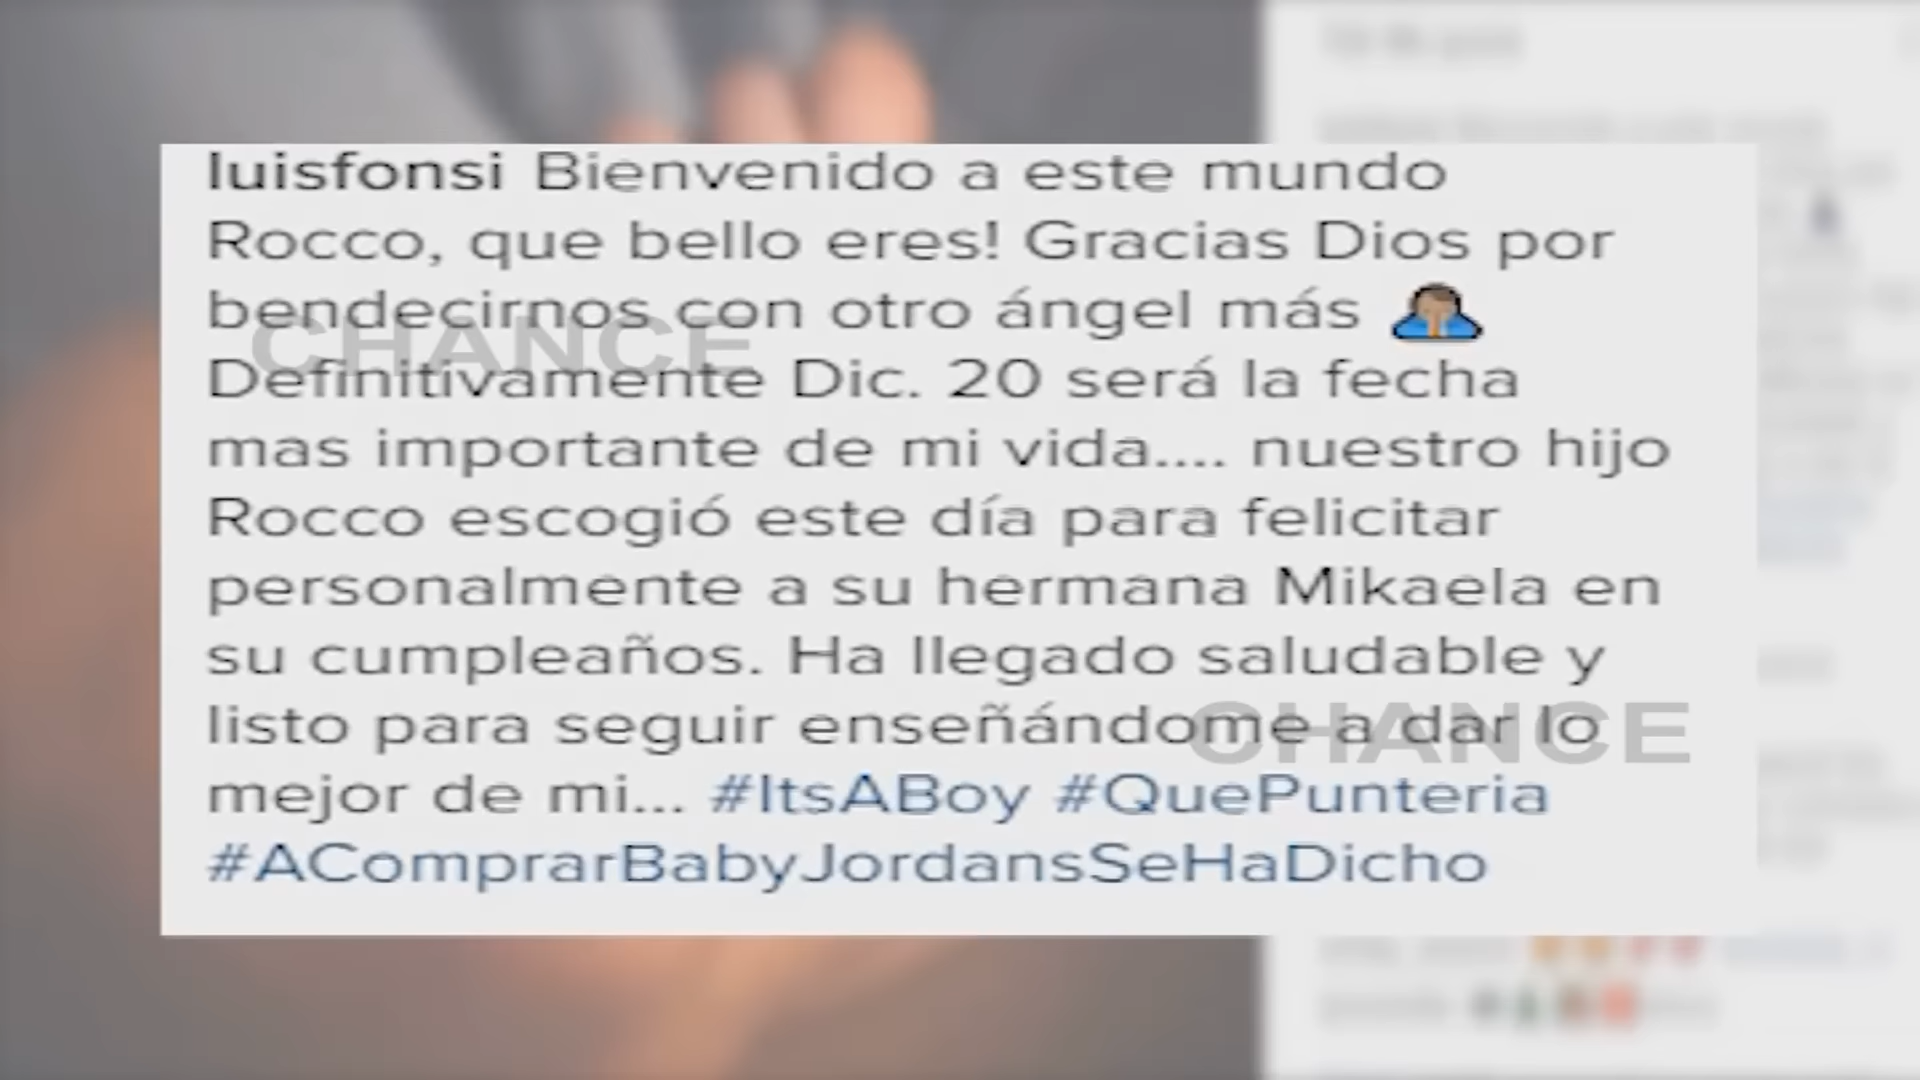 luisfonsi Bienvenido a este mundo
Rocco, que bello eres! Gracias Dios por
bendecirnos con otro ángel más 🙏🏽
Definitivamente Dic. 20 será la fecha
mas importante de mi vida.... nuestro hijo
Rocco escogió este día para felicitar
personalmente a su hermana Mikaela en
su cumpleaños. Ha llegado saludable y
listo para seguir enseñándome a dar lo
mejor de mi... #ItsABoy #QuePunteria
#AComprarBabyJordansSeHaDicho
CHANCE
CHANCE